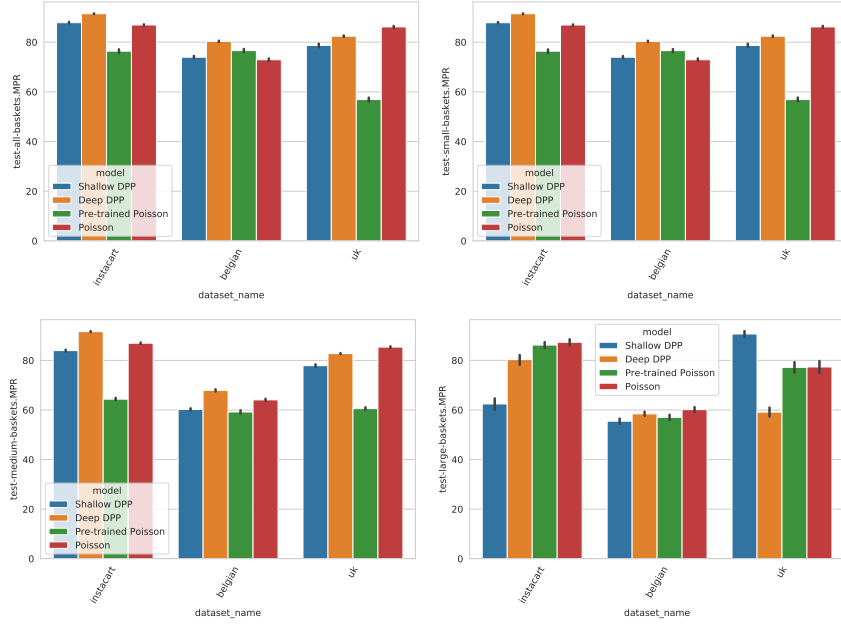 test-all-baskets.MPR
80
60
40
20
0
model
Shallow DPP
Deep DPP
Pre-trained Poisson
Poisson
instacart
belgian
uk
dataset_name
test-small-baskets.MPR
80
60
40
20
0
model
Shallow DPP
Deep DPP
Pre-trained Poisson
Poisson
instacart
belgian
uk
dataset_name
test-medium-baskets.MPR
80
60
40
20
0
model
Shallow DPP
Deep DPP
Pre-trained Poisson
Poisson
instacart
belgian
uk
dataset_name
test-large-baskets.MPR
80
60
40
20
0
model
Shallow DPP
Deep DPP
Pre-trained Poisson
Poisson
instacart
belgian
uk
dataset_name